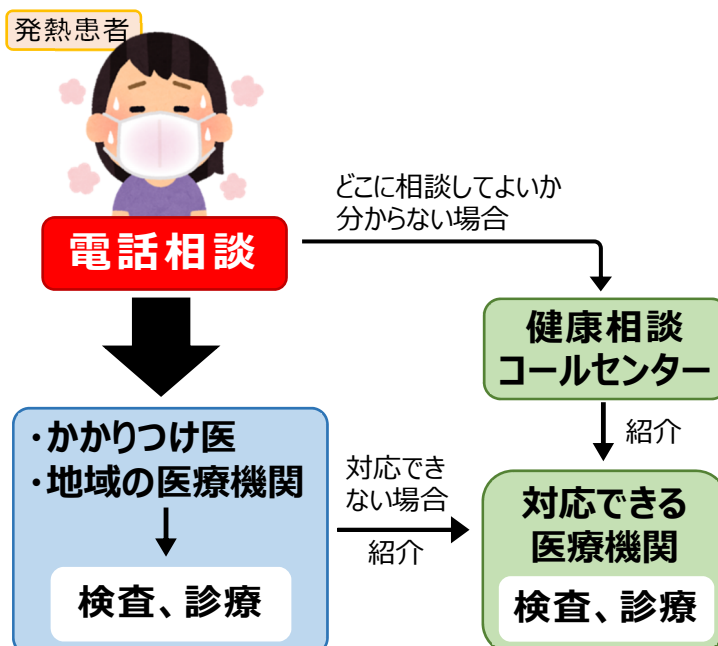 発熱患者
電話相談
どこに相談してよいか
分からない場合
健康相談
コールセンター
紹介
・かかりつけ医
・地域の医療機関
検査、診療
対応でき
ない場合
紹介
対応できる
医療機関
検査、診療